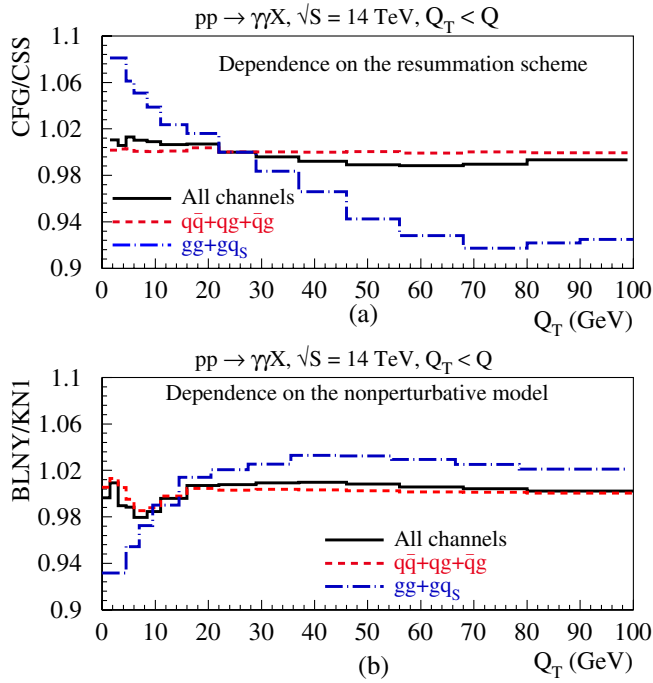 pp → γγX, √S = 14 TeV, Q_T < Q
CFG/CSS
1.1
1.06
1.02
0.98
0.94
0.9
Dependence on the resummation scheme
All channels
qq̄+qg+q̄g
gg+gq_S
0 10 20 30 40 50 60 70 80 90 100
(a)
Q_T (GeV)
pp → γγX, √S = 14 TeV, Q_T < Q
BLNY/KN1
1.1
1.06
1.02
0.98
0.94
0.9
Dependence on the nonperturbative model
All channels
qq̄+qg+q̄g
gg+gq_S
0 10 20 30 40 50 60 70 80 90 100
(b)
Q_T (GeV)